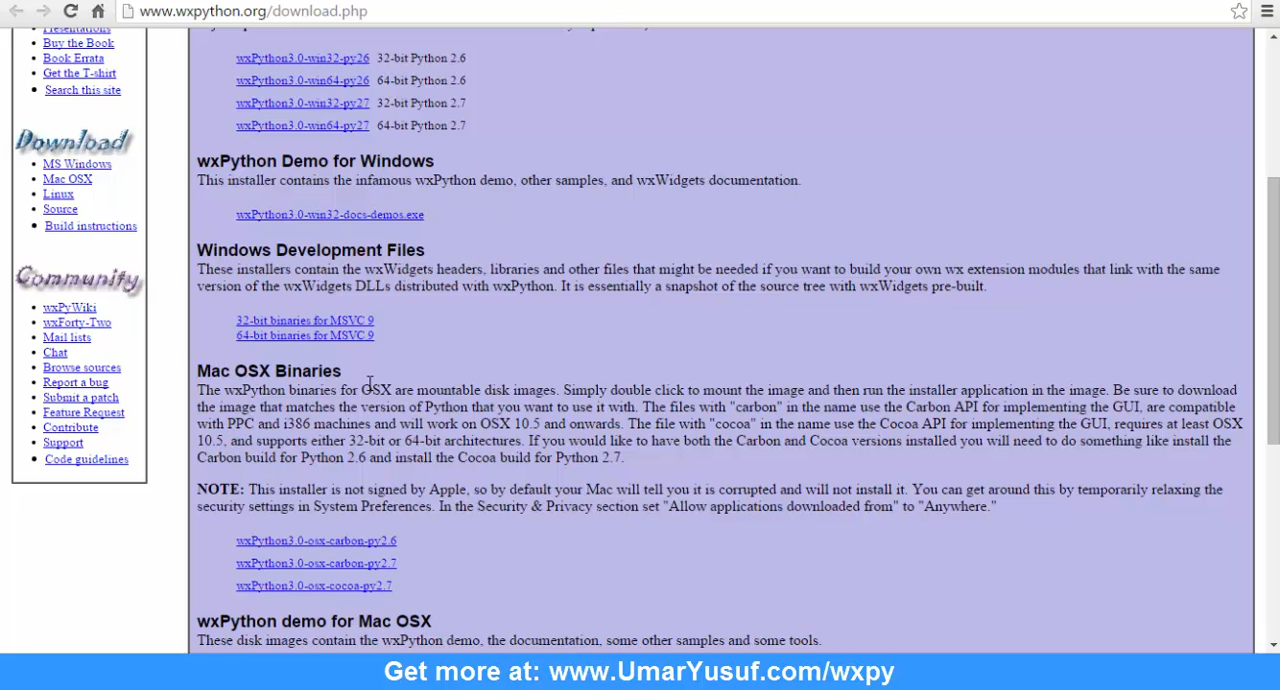 www.wxpython.org/download.php
Presentations
Buy the Book
Book Errata
Get the T-shirt
Search this site
Download
MS Windows
Mac OSX
Linux
Source
Build instructions
Community
wxPyWiki
wxForty-Two
Mail lists
Chat
Browse sources
Report a bug
Submit a patch
Feature Request
Contribute
Support
Code guidelines
wxPython3.0-win32-py26 32-bit Python 2.6
wxPython3.0-win64-py26 64-bit Python 2.6
wxPython3.0-win32-py27 32-bit Python 2.7
wxPython3.0-win64-py27 64-bit Python 2.7
wxPython Demo for Windows
This installer contains the infamous wxPython demo, other samples, and wxWidgets documentation.
wxPython3.0-win32-docs-demos.exe
Windows Development Files
These installers contain the wxWidgets headers, libraries and other files that might be needed if you want to build your own wx extension modules that link with the same
version of the wxWidgets DLLs distributed with wxPython. It is essentially a snapshot of the source tree with wxWidgets pre-built.
32-bit binaries for MSVC 9
64-bit binaries for MSVC 9
Mac OSX Binaries
The wxPython binaries for OSX are mountable disk images. Simply double click to mount the image and then run the installer application in the image. Be sure to download
the image that matches the version of Python that you want to use it with. The files with "carbon" in the name use the Carbon API for implementing the GUI, are compatible
with PPC and i386 machines and will work on OSX 10.5 and onwards. The file with "cocoa" in the name use the Cocoa API for implementing the GUI, requires at least OSX
10.5, and supports either 32-bit or 64-bit architectures. If you would like to have both the Carbon and Cocoa versions installed you will need to do something like install the
Carbon build for Python 2.6 and install the Cocoa build for Python 2.7.
NOTE: This installer is not signed by Apple, so by default your Mac will tell you it is corrupted and will not install it. You can get around this by temporarily relaxing the
security settings in System Preferences. In the Security & Privacy section set "Allow applications downloaded from" to "Anywhere."
wxPython3.0-osx-carbon-py2.6
wxPython3.0-osx-carbon-py2.7
wxPython3.0-osx-cocoa-py2.7
wxPython demo for Mac OSX
These disk images contain the wxPython demo, the documentation, some other samples and some tools.
Get more at: www.UmarYusuf.com/wxpy